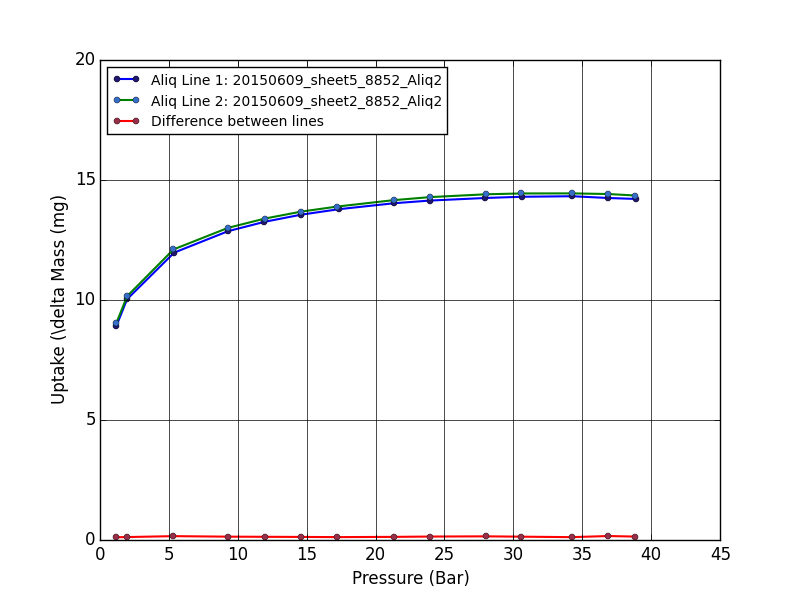 20
Aliq Line 1: 20150609_sheet5_8852_Aliq2
Aliq Line 2: 20150609_sheet2_8852_Aliq2
Difference between lines
15
10
5
0
Uptake (\delta Mass (mg)
0 5 10 15 20 25 30 35 40 45
Pressure (Bar)